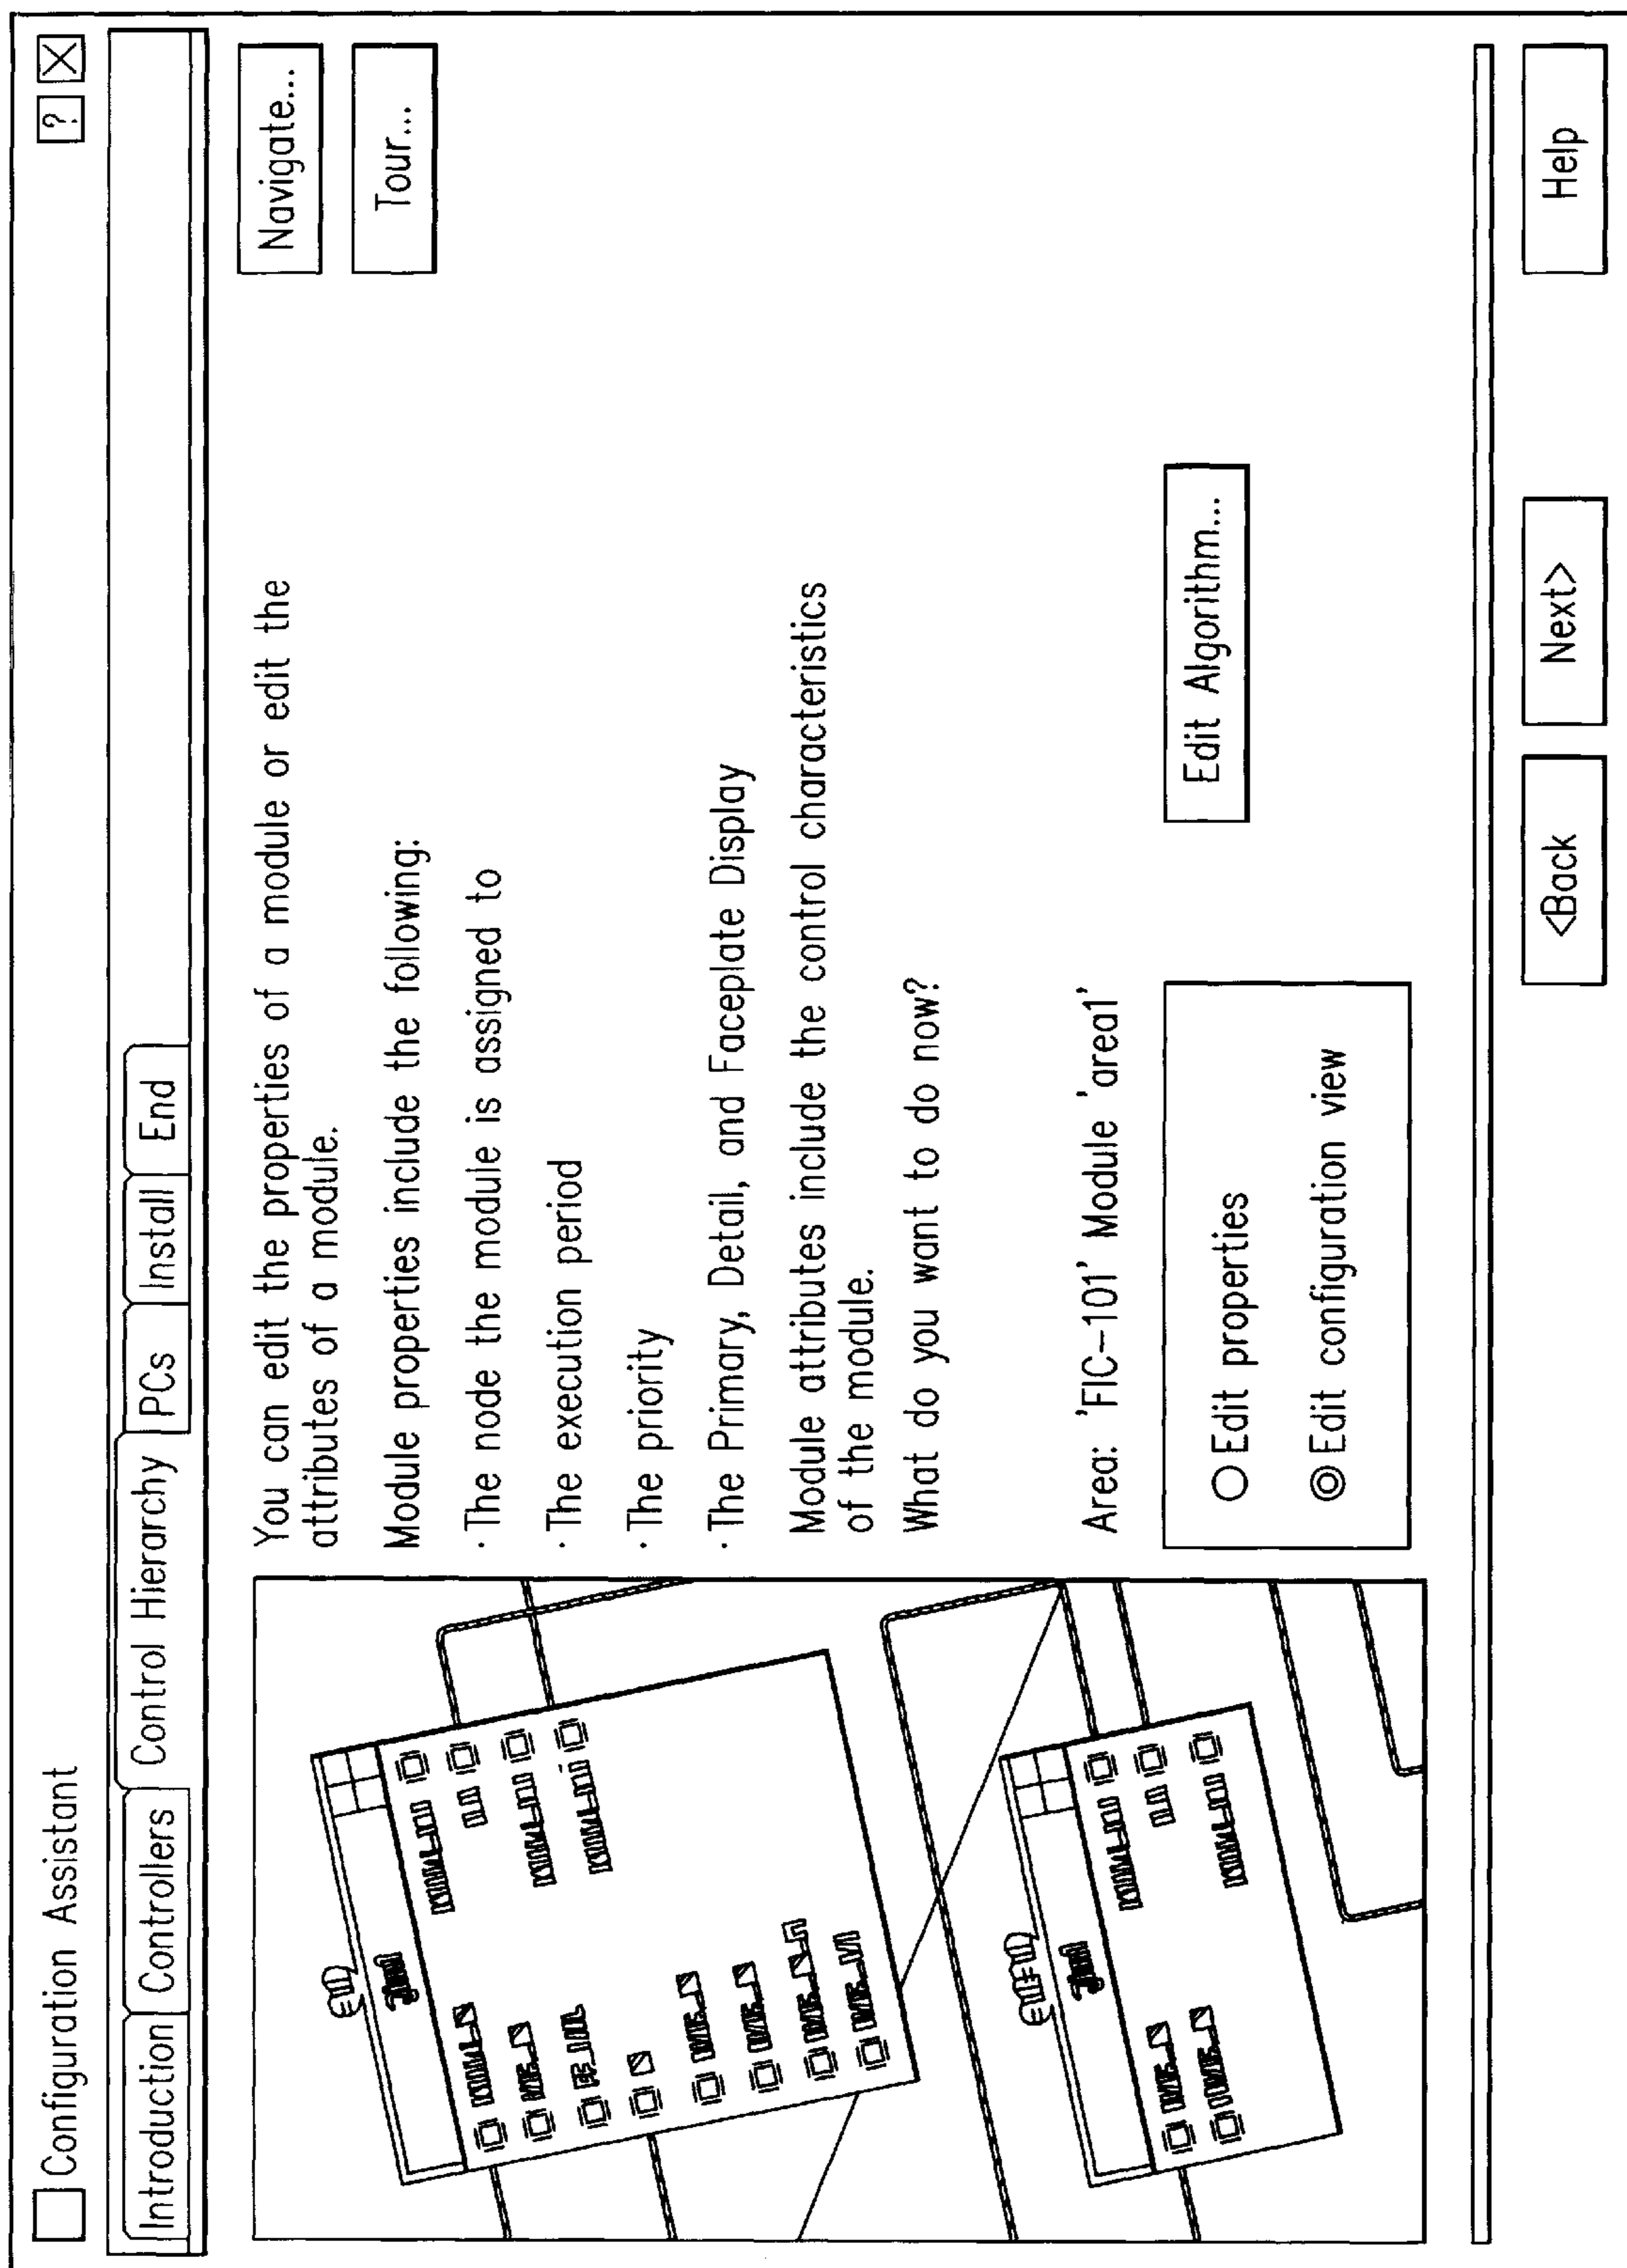 Configuration Assistant
? X
Introduction Controllers Control Hierarchy PCs Install End
You can edit the properties of a module or edit the
attributes of a module.
Module properties include the following:
· The node the module is assigned to
· The execution period
· The priority
· The Primary, Detail, and Faceplate Display
Module attributes include the control characteristics
of the module.
What do you want to do now?
Area: 'FIC-101' Module 'area1'
Edit properties
Edit configuration view
Edit Algorithm...
Navigate...
Tour...
<Back Next> Help